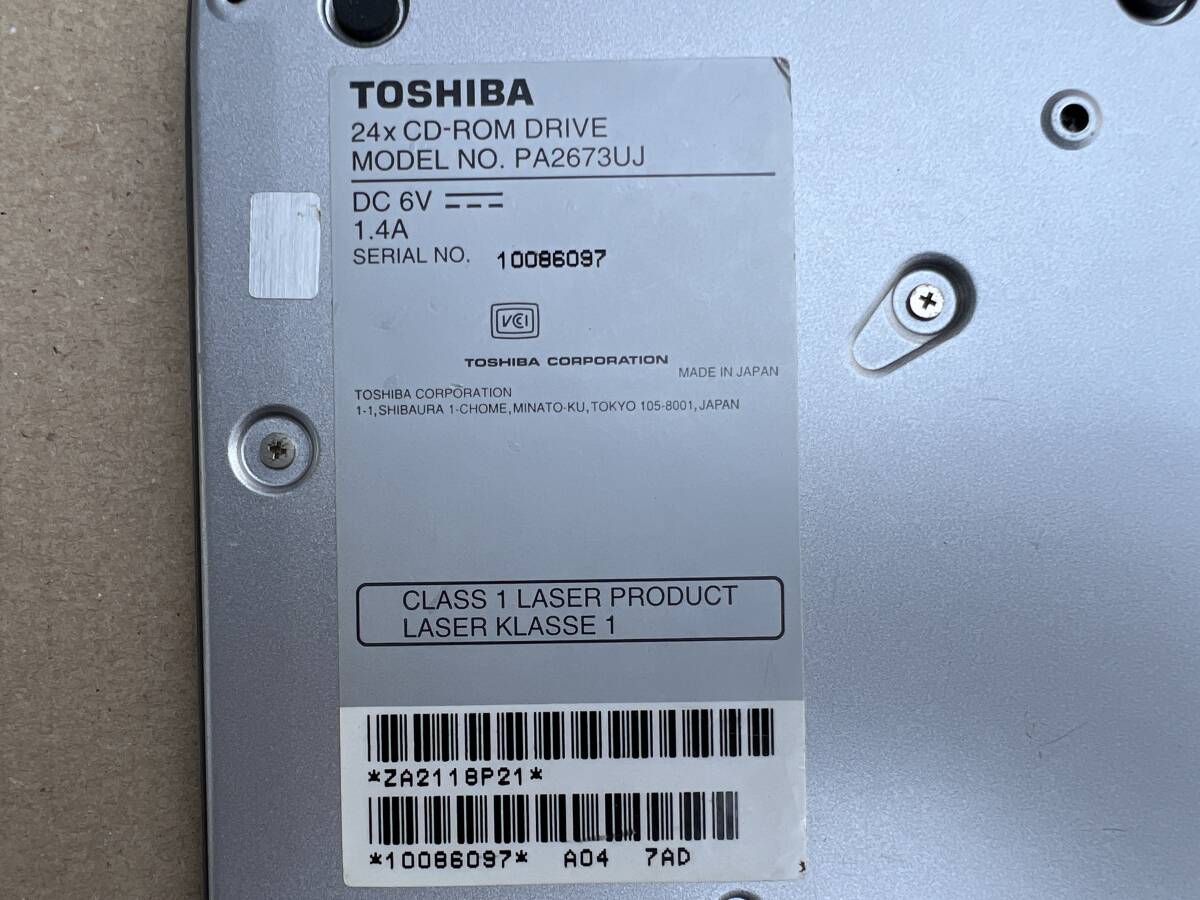 TOSHIBA
24x CD-ROM DRIVE
MODEL NO. PA2673UJ
DC 6V
1.4A
SERIAL NO. 10086097
VCCI
TOSHIBA CORPORATION
MADE IN JAPAN
TOSHIBA CORPORATION
1-1,SHIBAURA 1-CHOME,MINATO-KU,TOKYO 105-8001,JAPAN
CLASS 1 LASER PRODUCT
LASER KLASSE 1
*ZA2118P21*
*10086097* A04 7AD